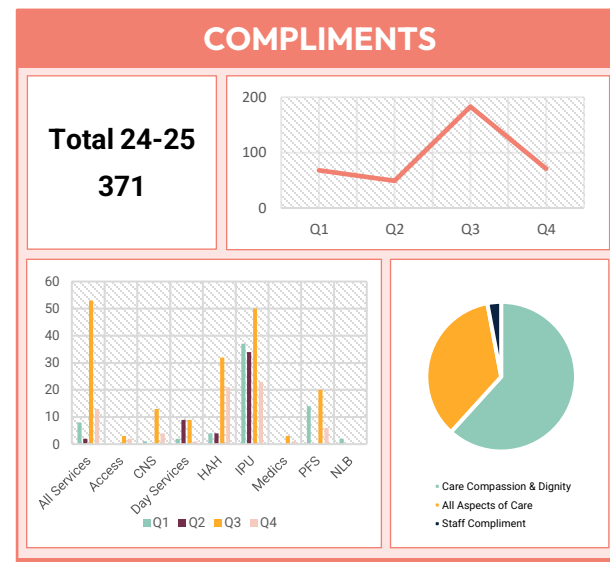 COMPLIMENTS
Total 24-25
371
200
100
0
Q1 Q2 Q3 Q4
60
50
40
30
20
10
0
All Services Access CNS Day Services HAH IPU Medics PFS NLB
Q1 Q2 Q3 Q4
Care Compassion & Dignity
All Aspects of Care
Staff Compliment